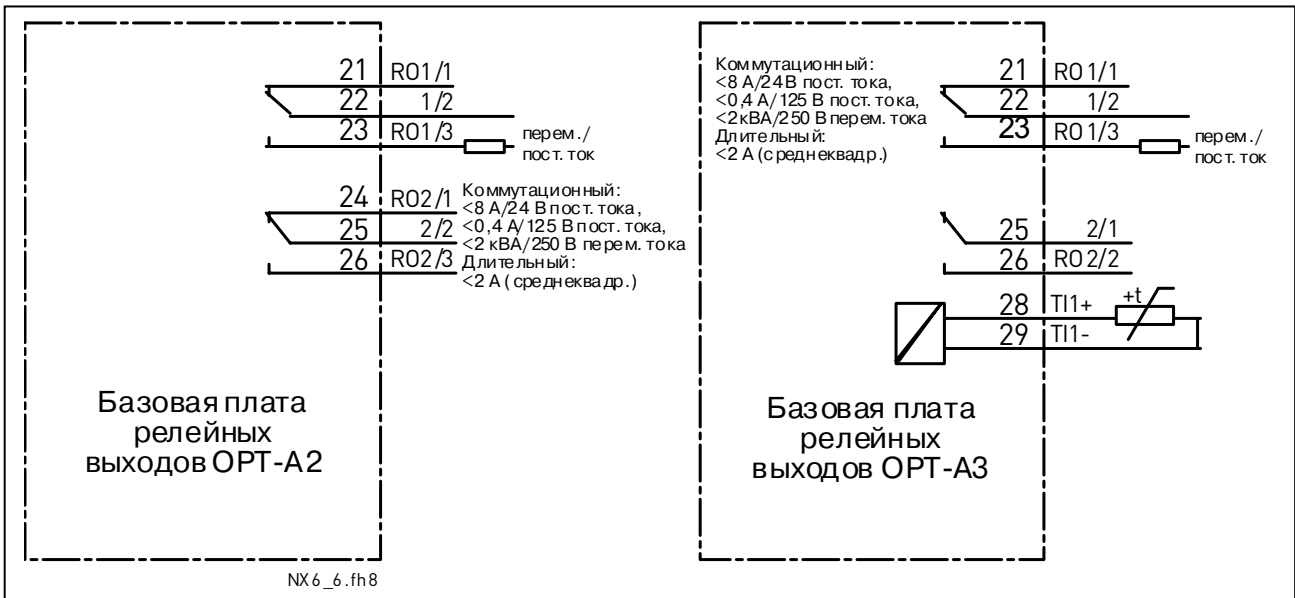 21 RO1/1
22 1/2
23 RO1/3
перем./
пост. ток
24 RO2/1
25 2/2
26 RO2/3
Коммутационный:
<8 А/24 В пост. тока,
<0,4 А/125 В пост. тока,
<2 кВА/250 В перем. тока
Длительный:
<2 А (среднеквадр.)
Базовая плата
релейных
выходов OPT-A2
NX6_6.fh8
Коммутационный:
<8 А/24В пост. тока,
<0,4 А/125 В пост. тока,
<2 кВА/250 В перем. тока
Длительный:
<2 А (среднеквадр.)
21 RO1/1
22 1/2
23 RO1/3
перем./
пост. ток
25 2/1
26 RO2/2
28 TI1+
+t
29 TI1-
Базовая плата
релейных
выходов OPT-A3